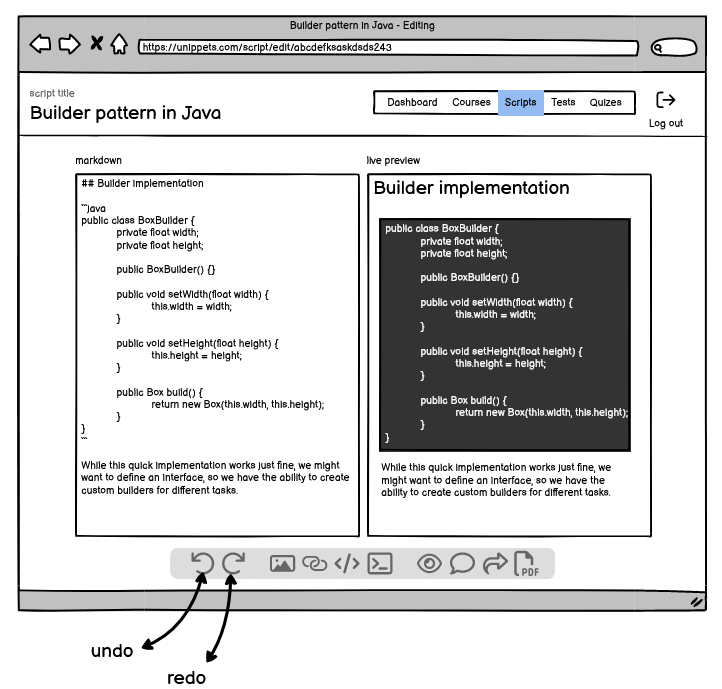 Builder pattern in Java - Editing
https://unippets.com/script/edit/abcdefksaskdsds243
script title
Builder pattern in Java
Dashboard Courses Scripts Tests Quizes
Log out
markdown
## Builder implementation
```java
public class BoxBuilder {
private float width;
private float height;
public BoxBuilder() {}
public void setWidth(float width) {
this.width = width;
}
public void setHeight(float height) {
this.height = height;
}
public Box build() {
return new Box(this.width, this.height);
}
}
```
While this quick implementation works just fine, we might
want to define an interface, so we have the ability to create
custom builders for different tasks.
live preview
Builder implementation
public class BoxBuilder {
private float width;
private float height;
public BoxBuilder() {}
public void setWidth(float width) {
this.width = width;
}
public void setHeight(float height) {
this.height = height;
}
public Box build() {
return new Box(this.width, this.height);
}
}
While this quick implementation works just fine, we
might want to define an interface, so we have the
ability to create custom builders for different tasks.
PDF
undo
redo